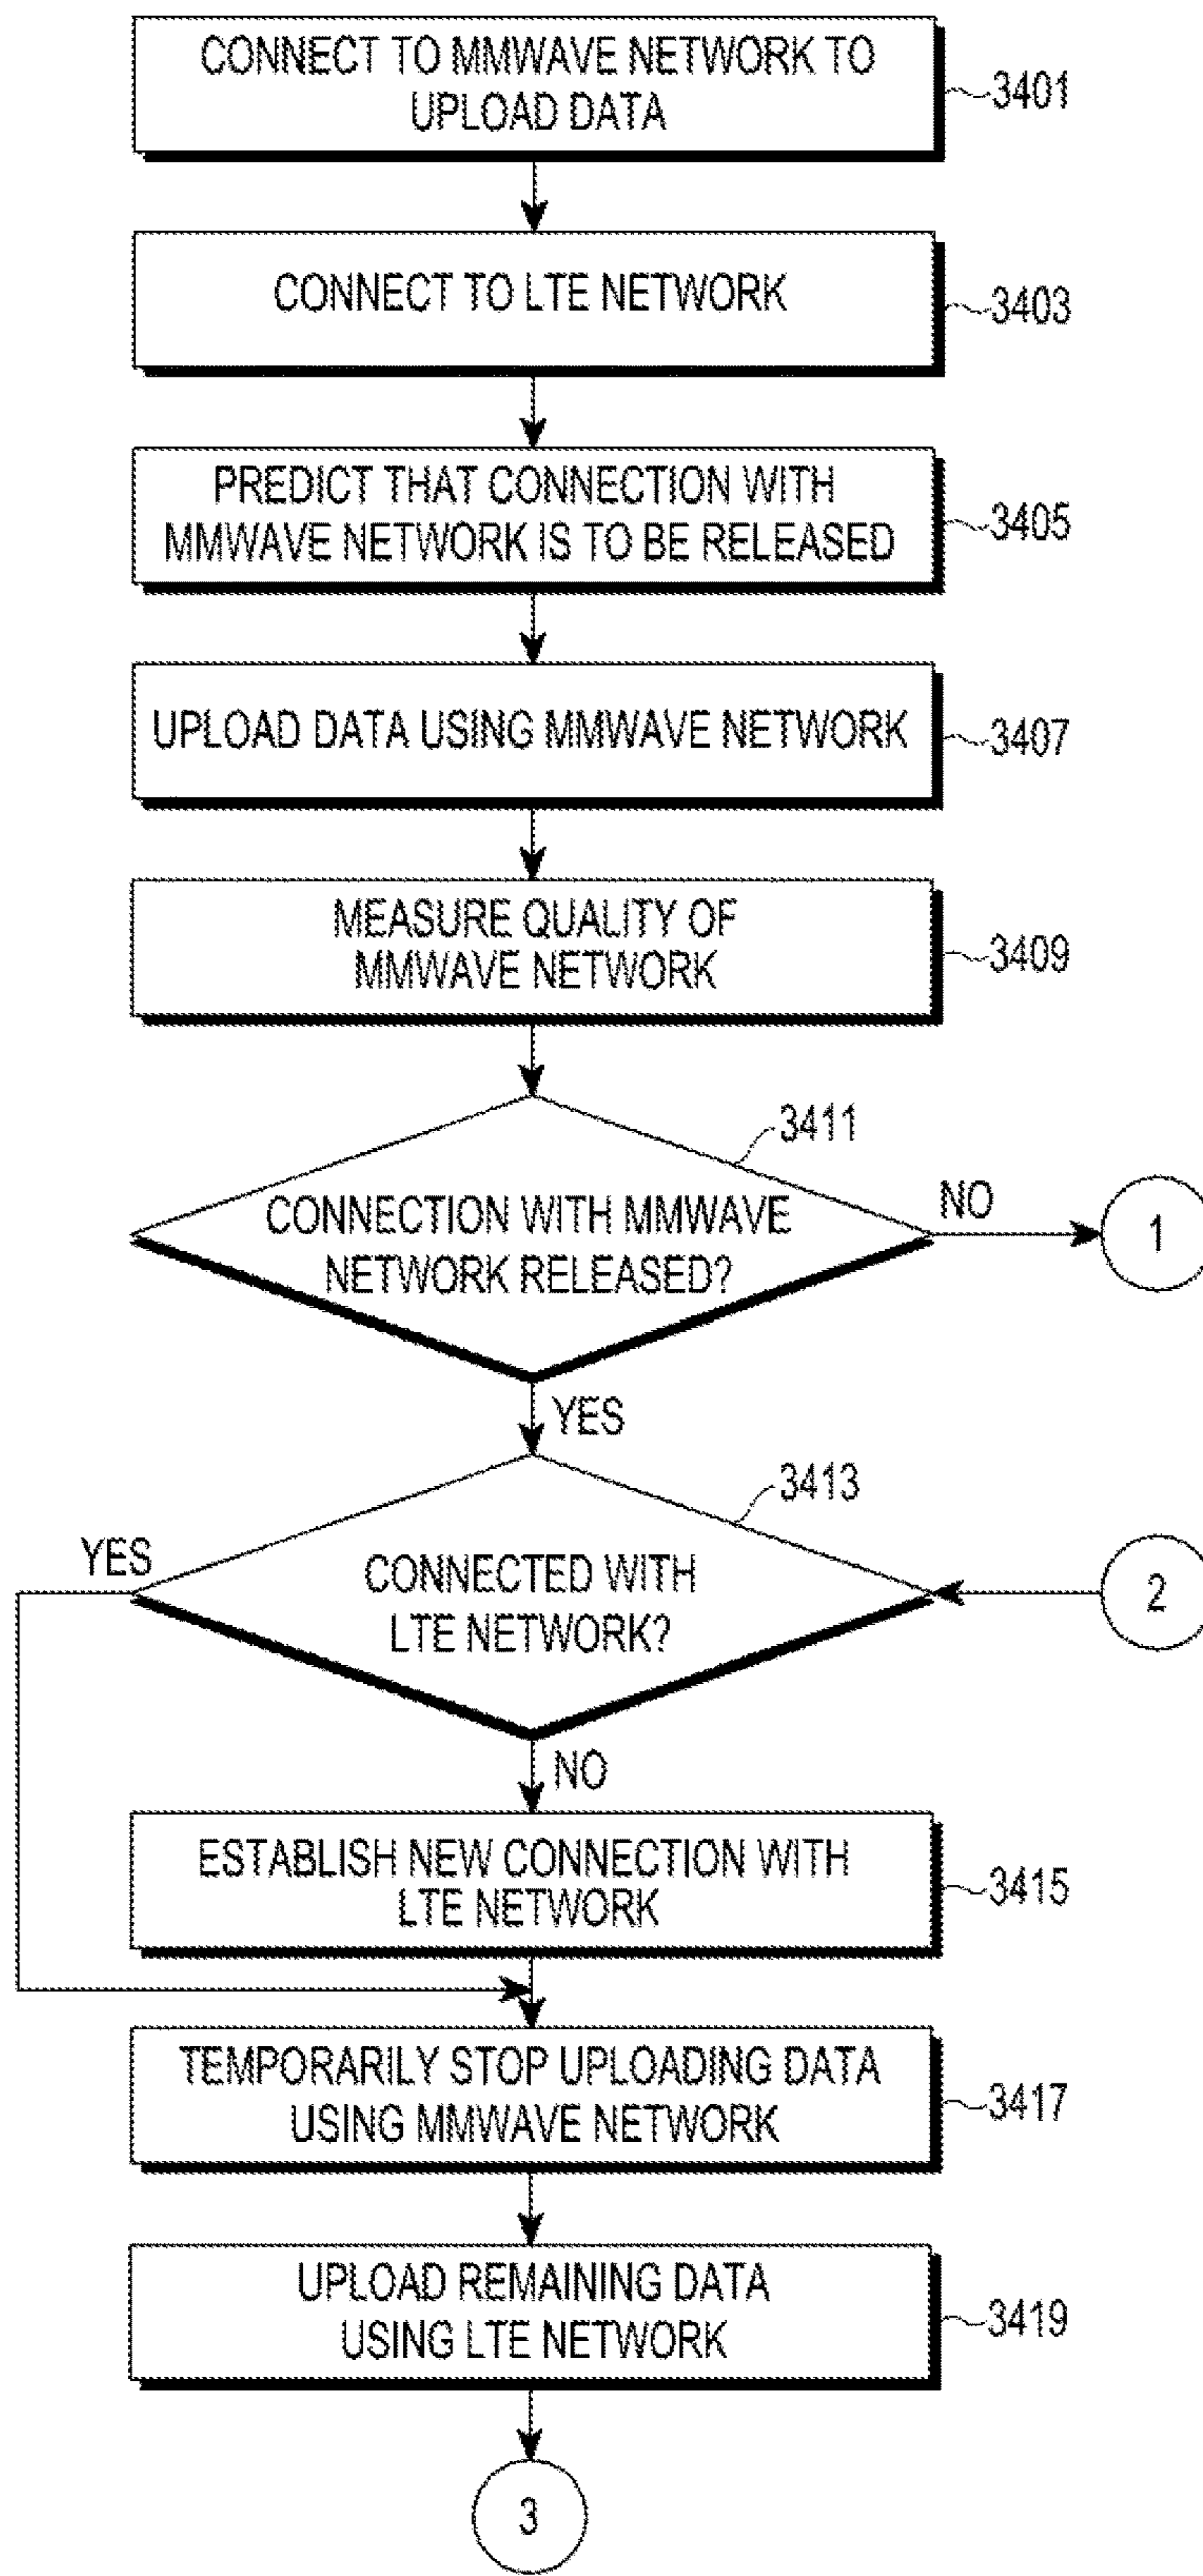 CONNECT TO MMWAVE NETWORK TO
UPLOAD DATA
3401
CONNECT TO LTE NETWORK
3403
PREDICT THAT CONNECTION WITH
MMWAVE NETWORK IS TO BE RELEASED
3405
UPLOAD DATA USING MMWAVE NETWORK
3407
MEASURE QUALITY OF
MMWAVE NETWORK
3409
3411
CONNECTION WITH MMWAVE
NETWORK RELEASED?
NO
1
YES
3413
YES
CONNECTED WITH
LTE NETWORK?
2
NO
ESTABLISH NEW CONNECTION WITH
LTE NETWORK
3415
TEMPORARILY STOP UPLOADING DATA
USING MMWAVE NETWORK
3417
UPLOAD REMAINING DATA
USING LTE NETWORK
3419
3